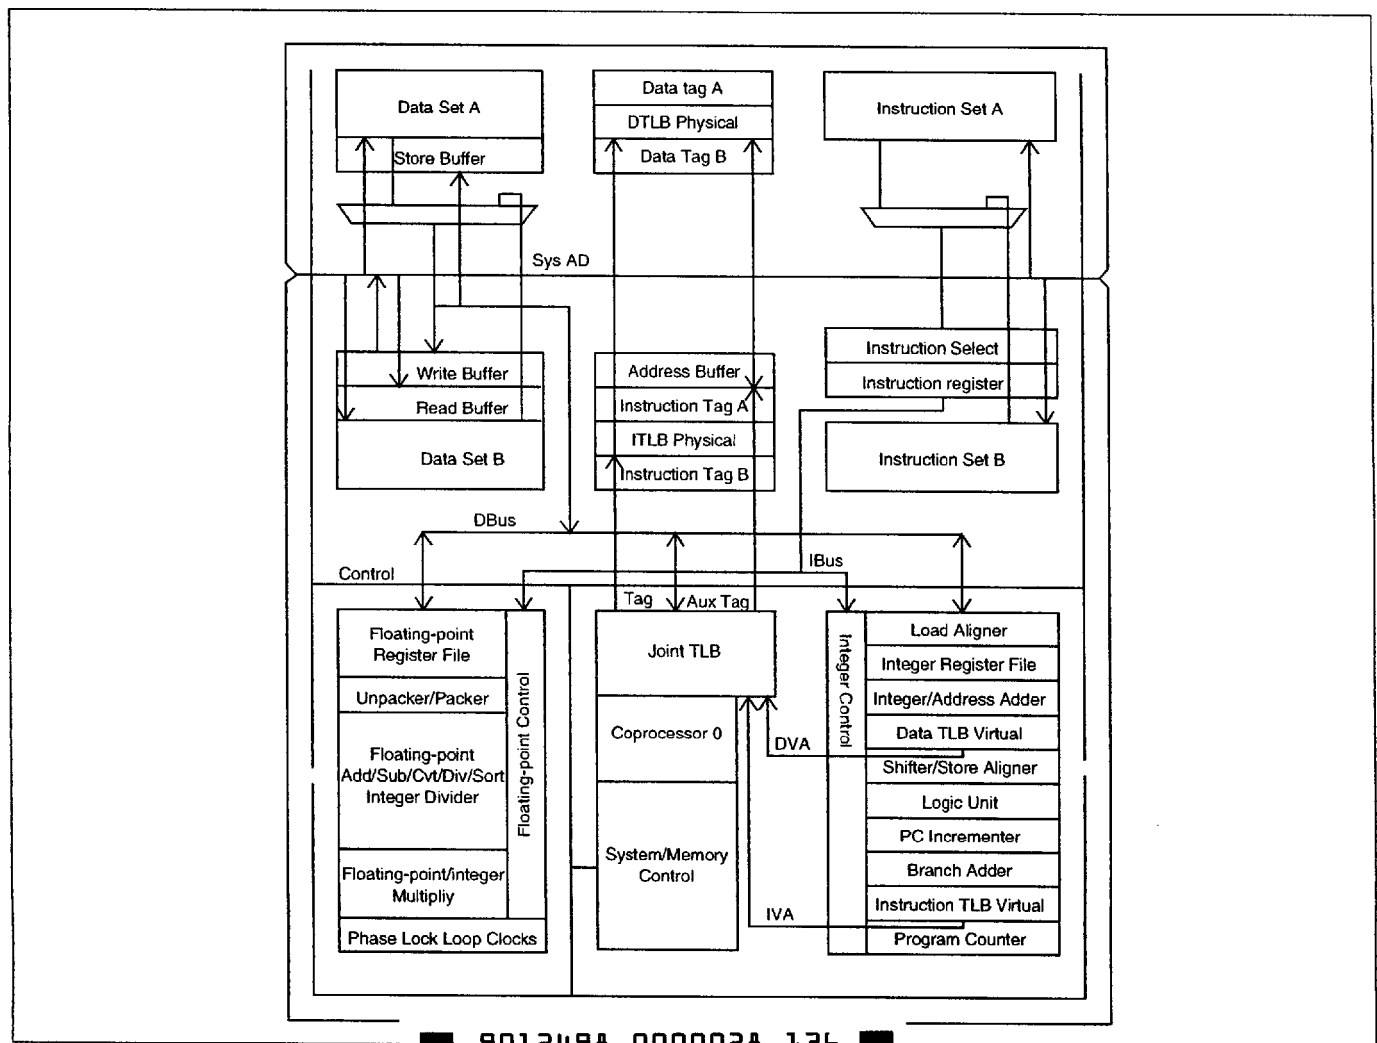 Data Set A
Store Buffer
Data tag A
DTLB Physical
Data Tag B
Instruction Set A
Sys AD
Write Buffer
Read Buffer
Data Set B
Address Buffer
Instruction Tag A
ITLB Physical
Instruction Tag B
Instruction Select
Instruction register
Instruction Set B
DBus
IBus
Control
Tag
Aux Tag
Floating-point
Register File
Unpacker/Packer
Floating-point
Add/Sub/Cvt/Div/Sort
Integer Divider
Floating-point/integer
Multipliy
Floating-point Control
Phase Lock Loop Clocks
Joint TLB
Coprocessor 0
System/Memory
Control
DVA
IVA
Integer Control
Load Aligner
Integer Register File
Integer/Address Adder
Data TLB Virtual
Shifter/Store Aligner
Logic Unit
PC Incrementer
Branch Adder
Instruction TLB Virtual
Program Counter